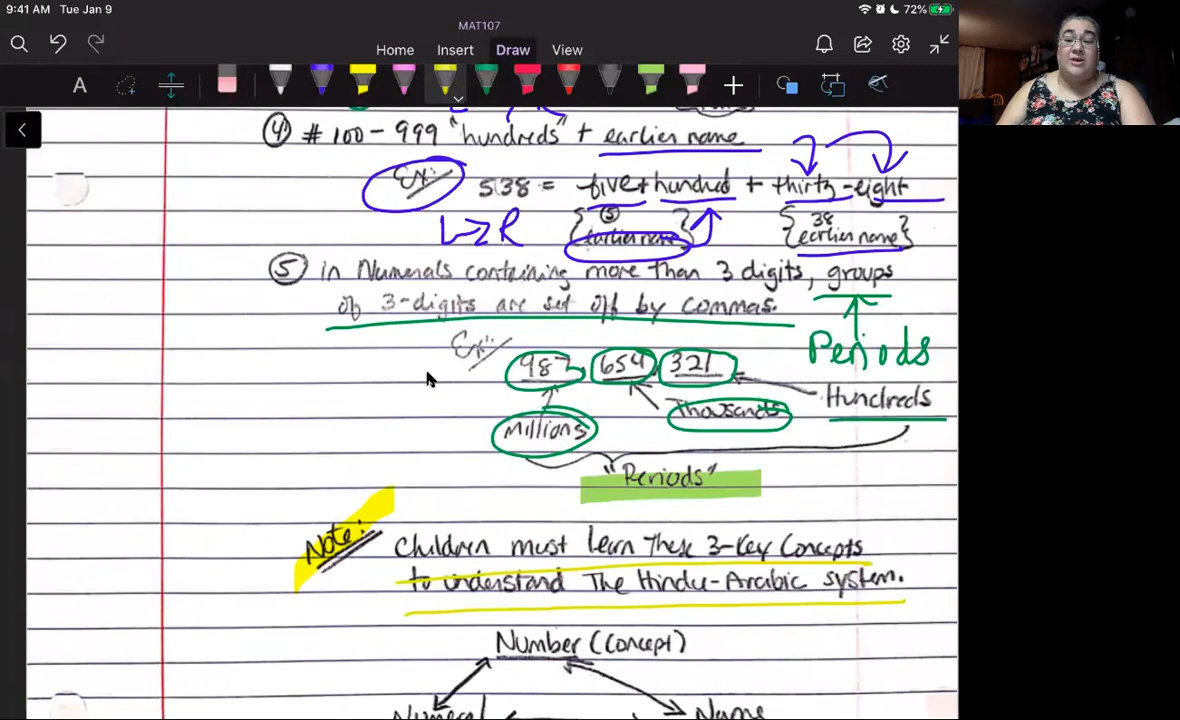 9:41 AM Tue Jan 9
72%
MAT107
Home Insert Draw View
④ #100-999 "hundreds" + earlier name
Ex: 538 = five+hundred + thirty-eight
L→R {⑤ earlier name} {38 earlier name}
⑤ in Numerals containing more than 3 digits, groups
of 3-digits are set off by commas.
Periods
Ex:
987,654,321
Hundreds
Thousands
Millions
"Periods"
Note: Children must learn These 3-Key Concepts
to understand The Hindu-Arabic system.
Number (Concept)
Numeral Name